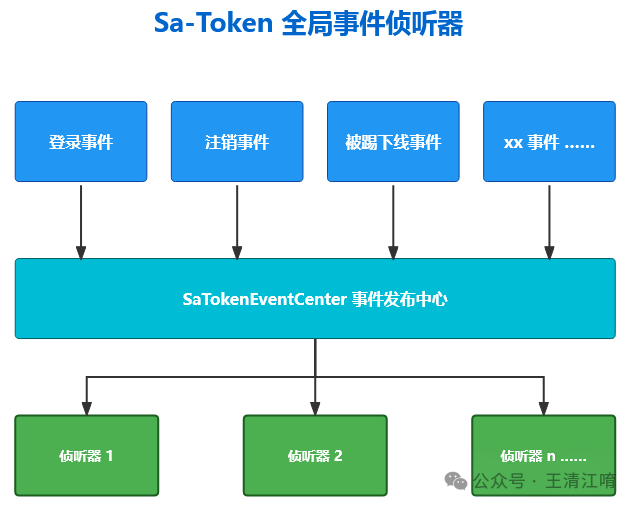 Sa-Token 全局事件侦听器
登录事件
注销事件
被踢下线事件
xx 事件 ……
SaTokenEventCenter 事件发布中心
侦听器 1
侦听器 2
侦听器 n ……
公众号 · 王清江唷